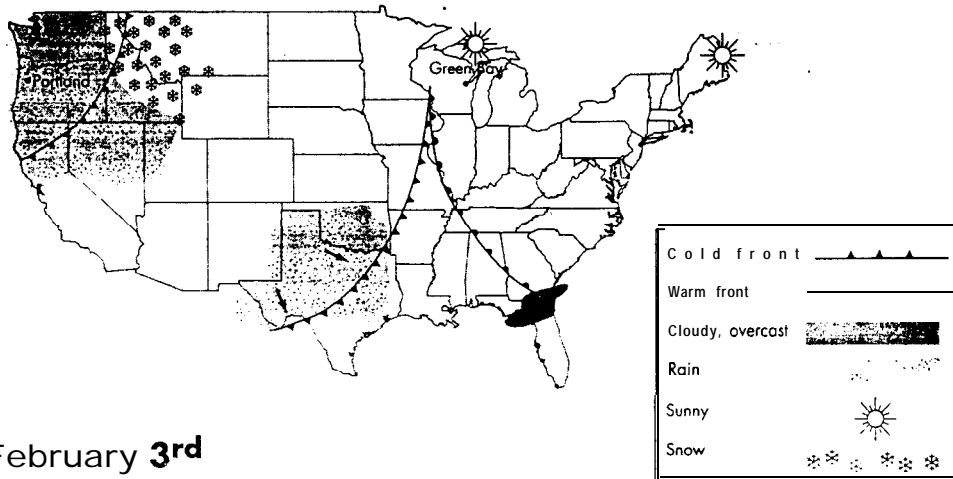 Portland
Green Bay
Cold front
Warm front
Cloudy, overcast
Rain
Sunny
Snow
February 3rd